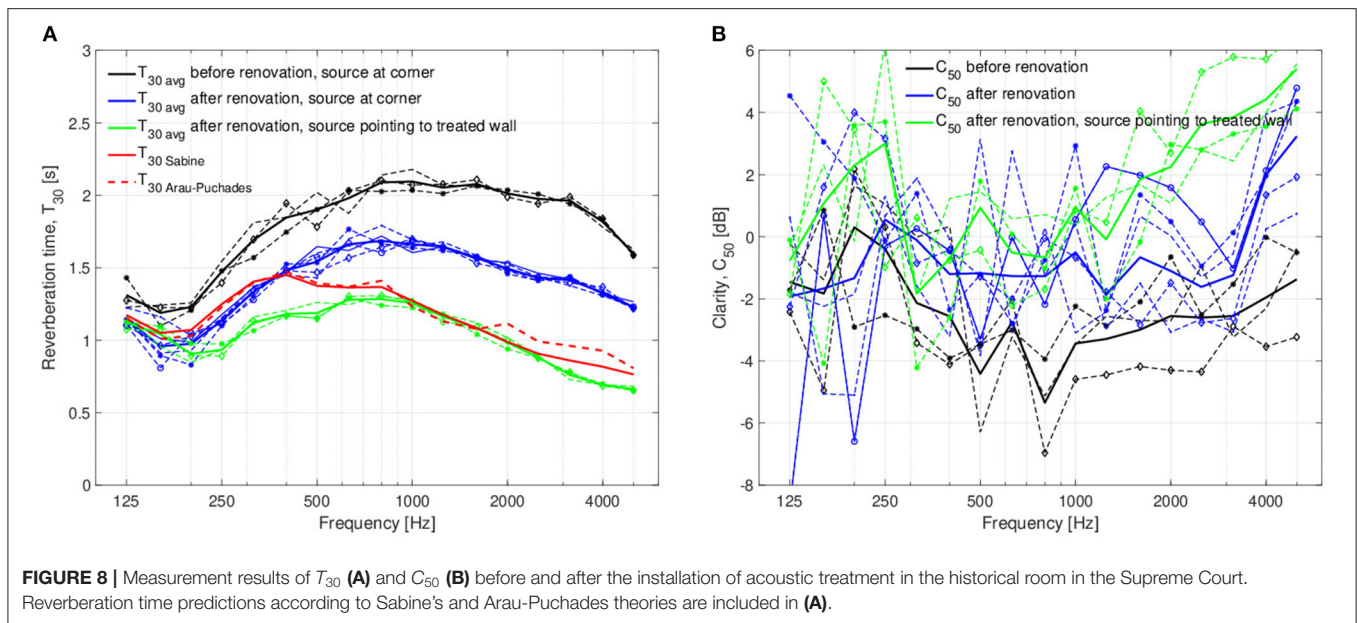 A
3
2.5
2
1.5
1
0.5
0
Reverberation time, T30 [s]
T30 avg before renovation, source at corner
T30 avg after renovation, source at corner
T30 avg after renovation, source pointing to treated wall
T30 Sabine
T30 Arau-Puchades
125 250 500 1000 2000 4000
Frequency [Hz]
B
6
4
2
0
-2
-4
-6
-8
Clarity, C50 [dB]
C50 before renovation
C50 after renovation
C50 after renovation, source pointing to treated wall
125 250 500 1000 2000 4000
Frequency [Hz]
FIGURE 8 | Measurement results of T30 (A) and C50 (B) before and after the installation of acoustic treatment in the historical room in the Supreme Court.
Reverberation time predictions according to Sabine's and Arau-Puchades theories are included in (A).